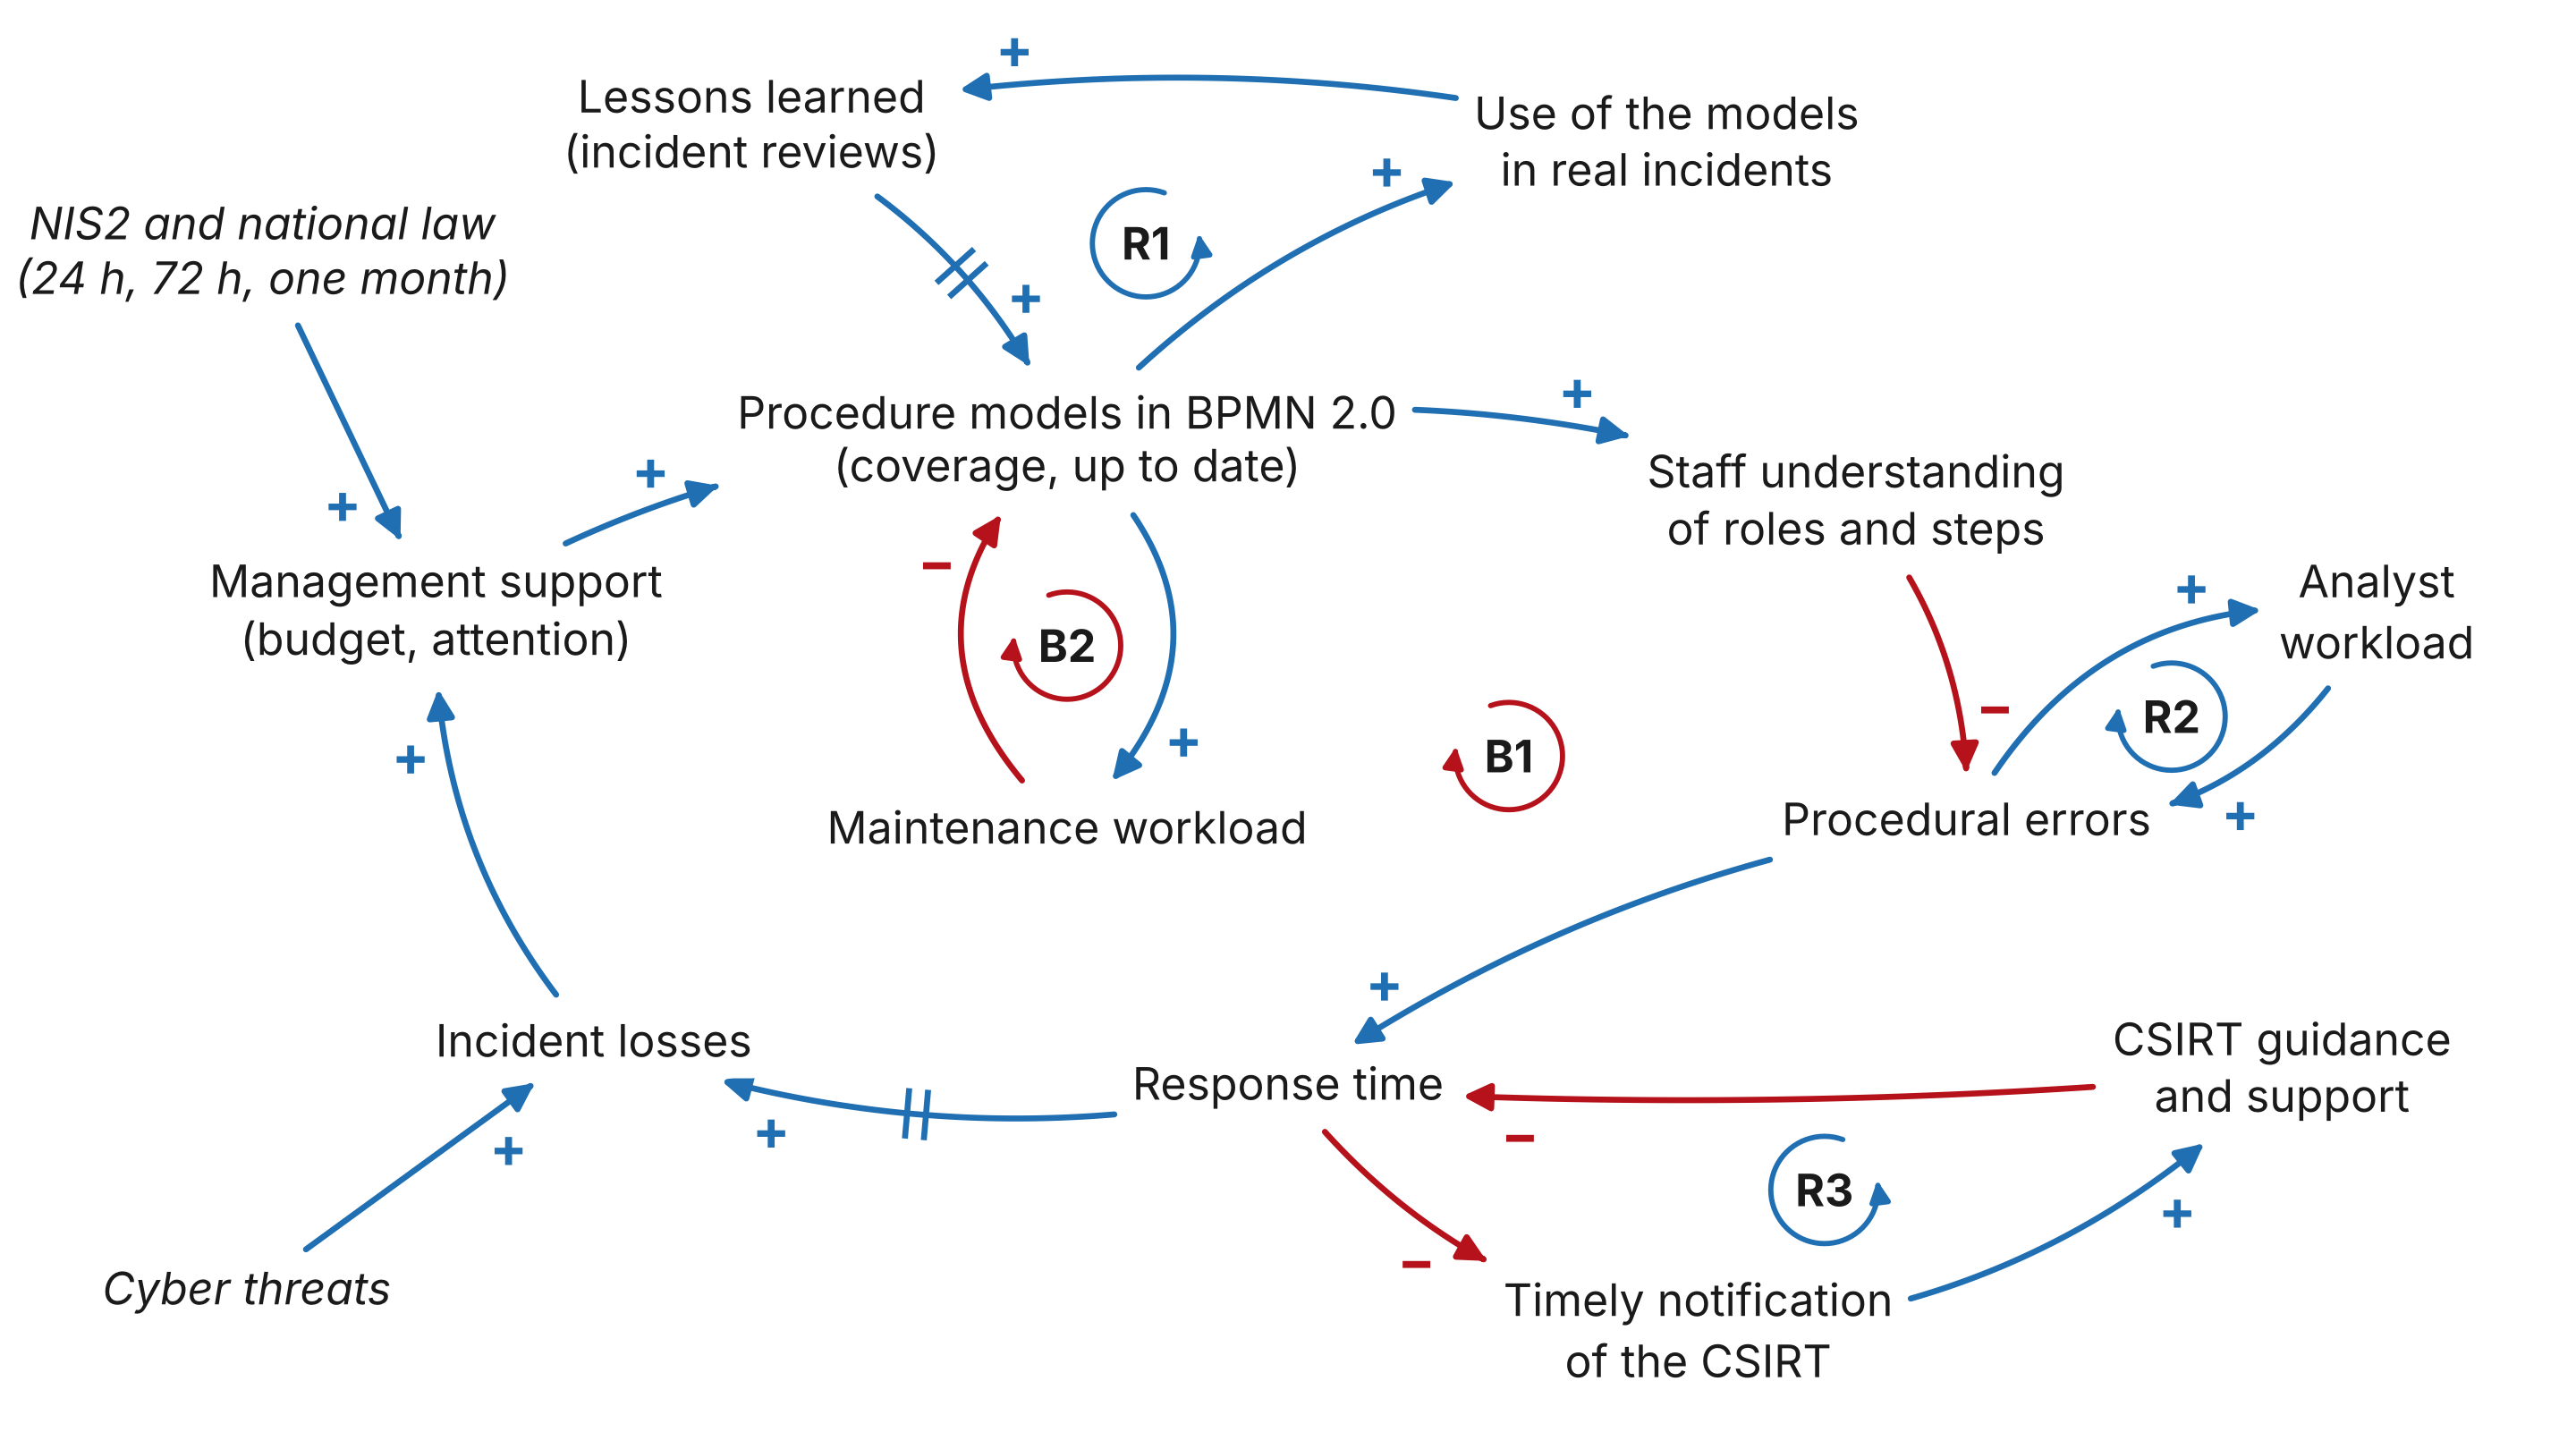 +
Lessons learned
(incident reviews)
Use of the models
in real incidents
+
NIS2 and national law
(24 h, 72 h, one month)
R1
+
Procedure models in BPMN 2.0
(coverage, up to date)
+
+
+
Staff understanding
of roles and steps
Management support
(budget, attention)
−
B2
+
Analyst
workload
+
R2
−
B1
+
Maintenance workload
Procedural errors
+
+
Incident losses
Response time
CSIRT guidance
and support
+
+
−
R3
+
Cyber threats
−
Timely notification
of the CSIRT